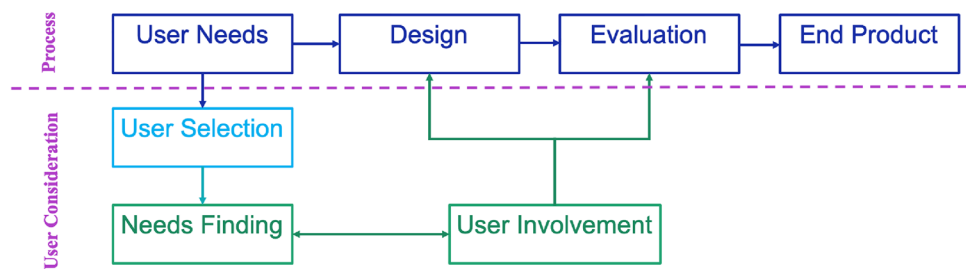 Process
User Needs
Design
Evaluation
End Product
User Consideration
User Selection
Needs Finding
User Involvement